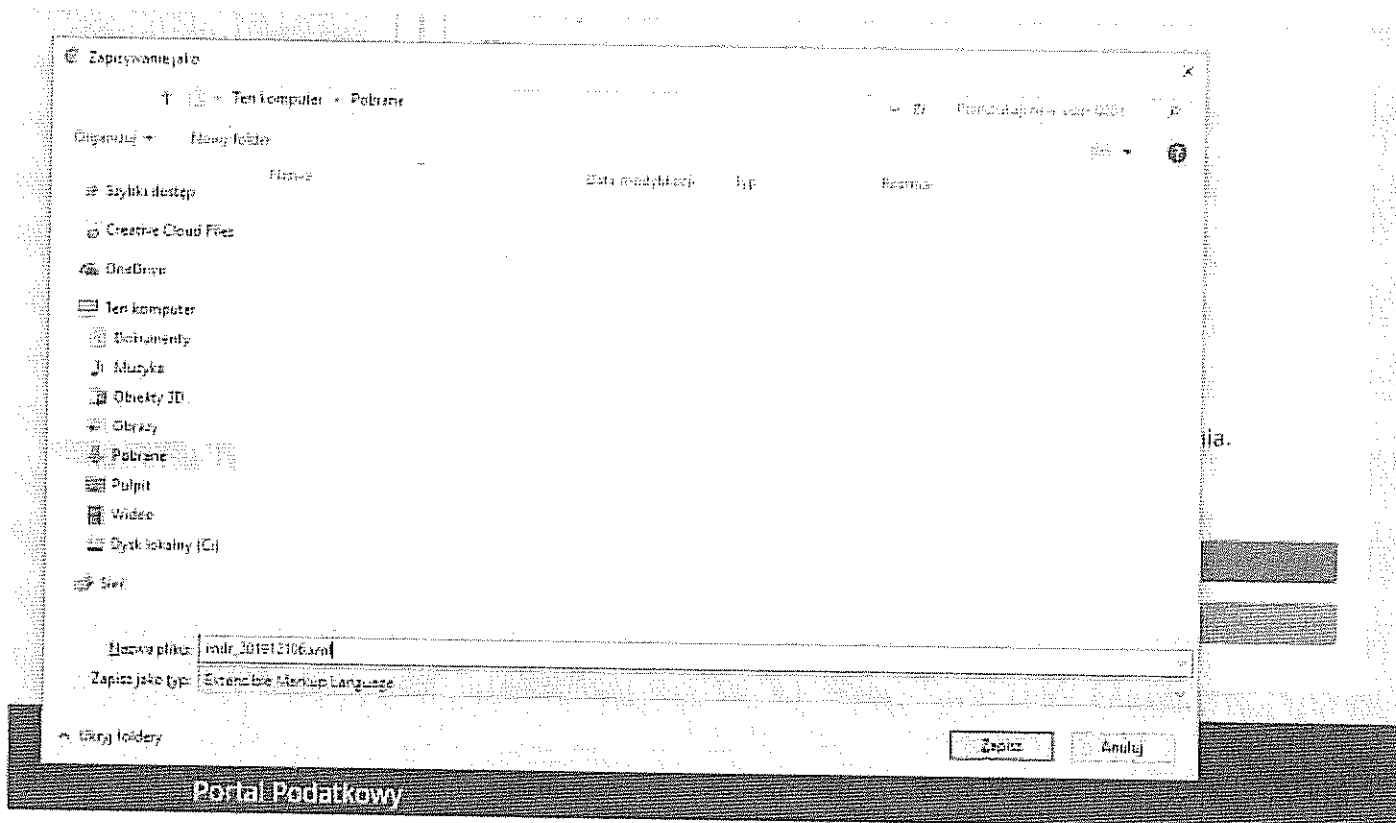 Zapisywanie jako
Ten komputer Pobrane
Organizuj Nowy folder
Nazwa Data modyfikacji Typ Rozmiar
Szybki dostęp
Creative Cloud Files
OneDrive
Ten komputer
Dokumenty
Muzyka
Obiekty 3D
Obrazy
Pobrane
Pulpit
Wideo
Dysk lokalny (C:)
Sieć
ia.
Nazwa pliku:
Zapisz jako typ: Extensible Markup Language
Ukryj foldery Zapisz Anuluj
Portal Podatkowy